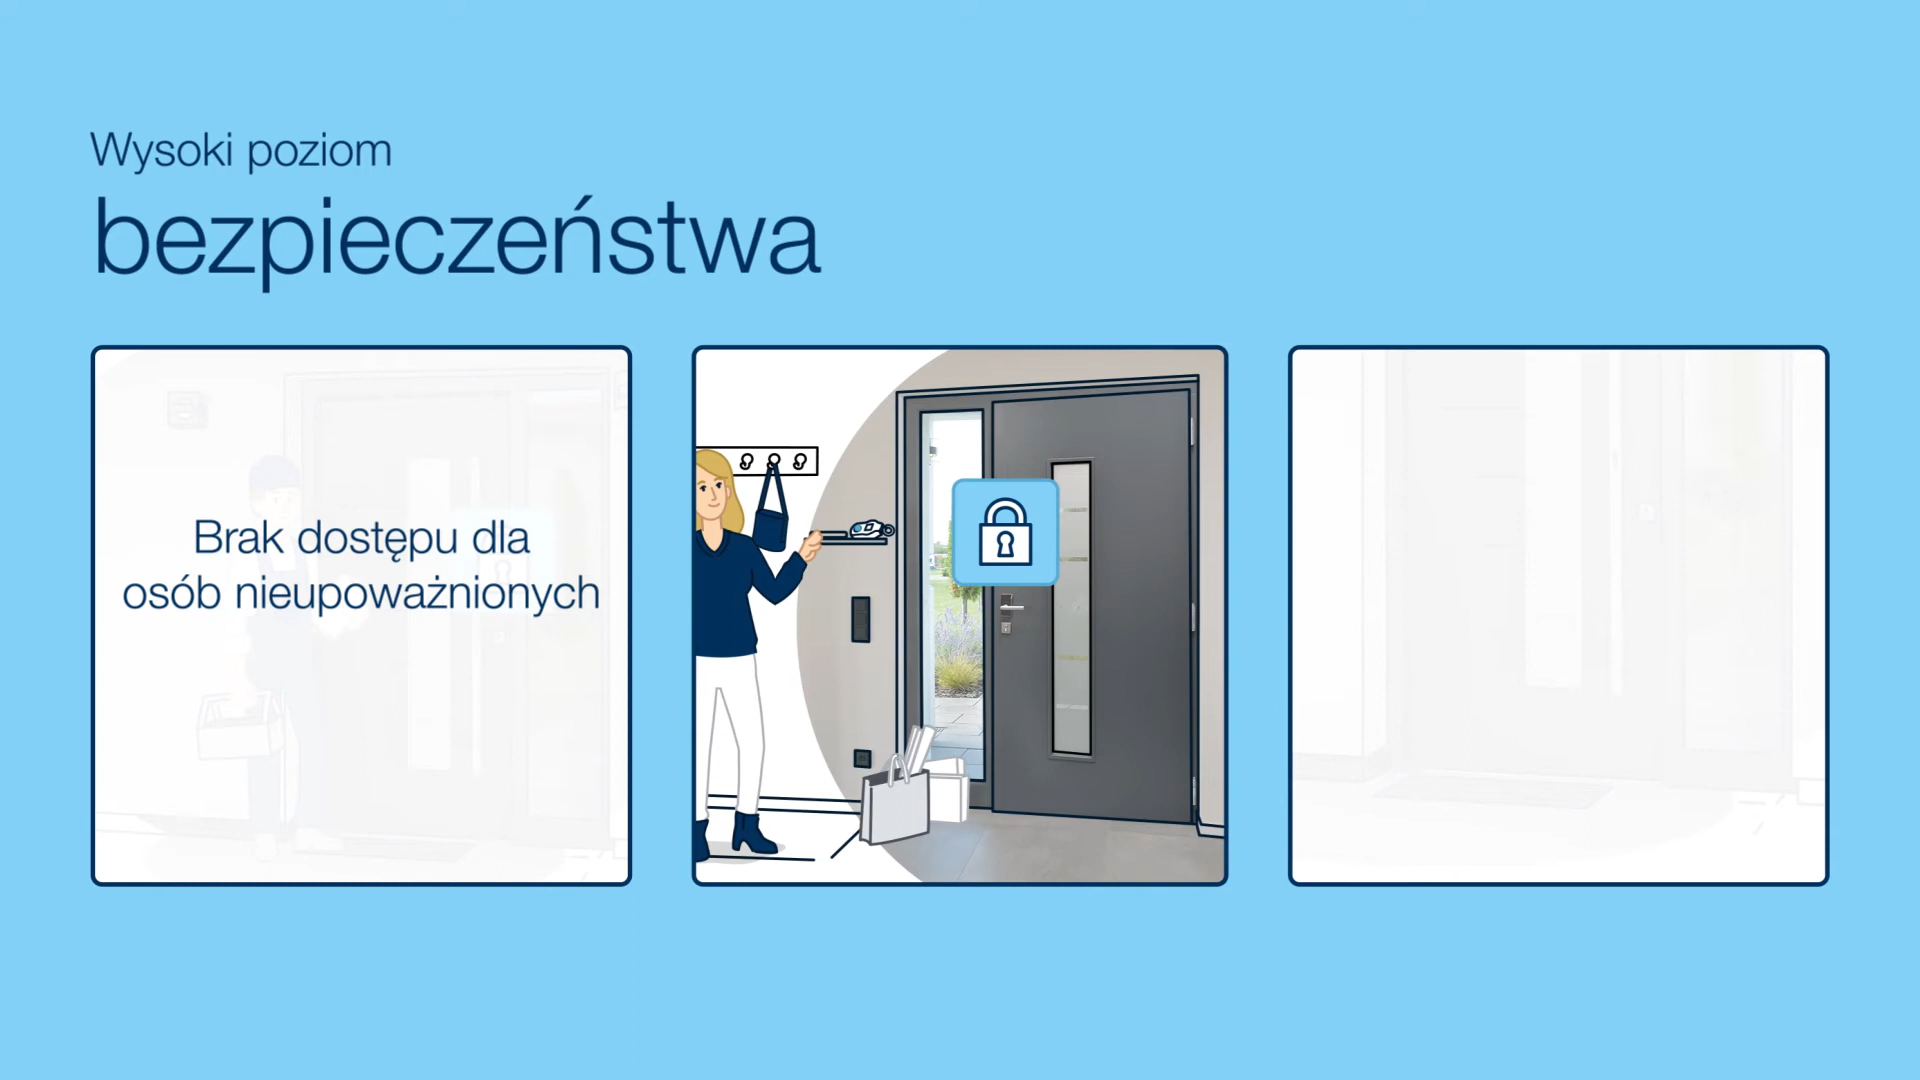 Wysoki poziom
bezpieczeństwa
Brak dostępu dla
osób nieupoważnionych